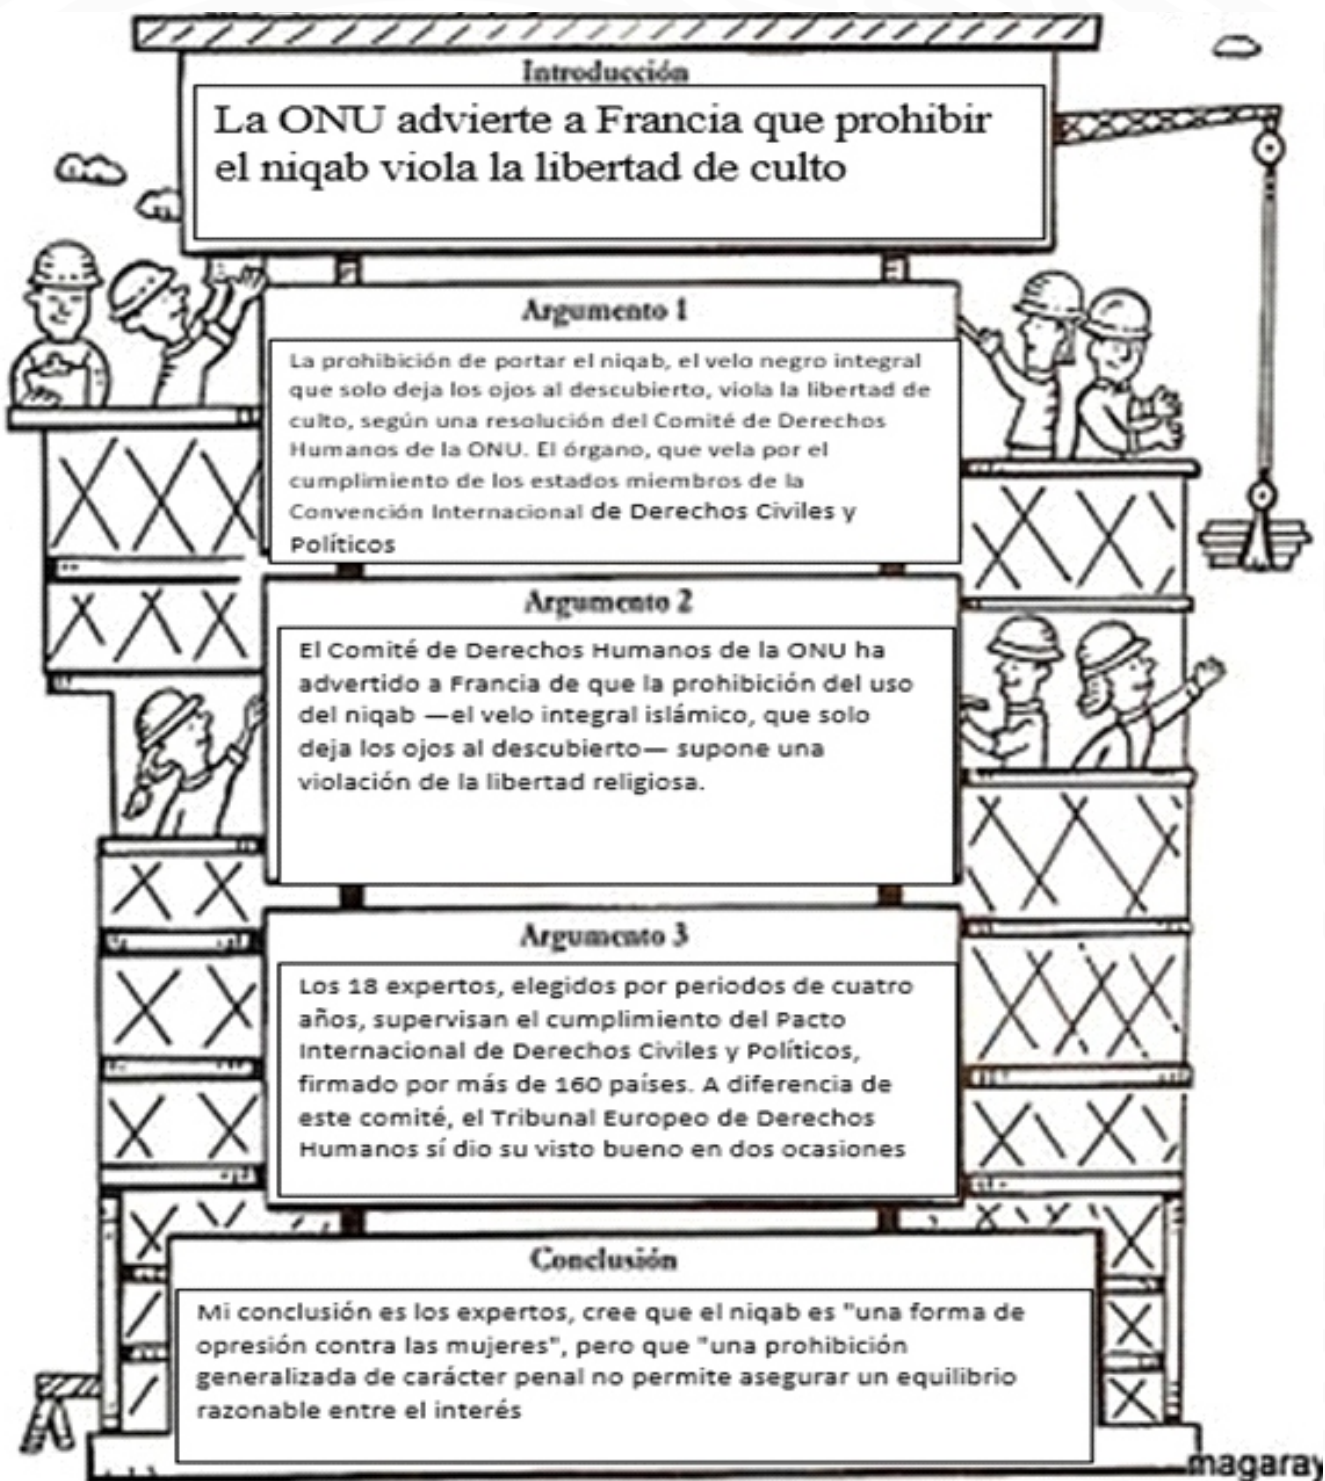 Introducción
La ONU advierte a Francia que prohibir
el niqab viola la libertad de culto
Argumento 1
La prohibición de portar el niqab, el velo negro integral
que solo deja los ojos al descubierto, viola la libertad de
culto, según una resolución del Comité de Derechos
Humanos de la ONU. El órgano, que vela por el
cumplimiento de los estados miembros de la
Convención Internacional de Derechos Civiles y
Políticos
Argumento 2
El Comité de Derechos Humanos de la ONU ha
advertido a Francia de que la prohibición del uso
del niqab —el velo integral islámico, que solo
deja los ojos al descubierto— supone una
violación de la libertad religiosa.
Argumento 3
Los 18 expertos, elegidos por periodos de cuatro
años, supervisan el cumplimiento del Pacto
Internacional de Derechos Civiles y Políticos,
firmado por más de 160 países. A diferencia de
este comité, el Tribunal Europeo de Derechos
Humanos sí dio su visto bueno en dos ocasiones
Conclusión
Mi conclusión es los expertos, cree que el niqab es "una forma de
opresión contra las mujeres", pero que "una prohibición
generalizada de carácter penal no permite asegurar un equilibrio
razonable entre el interés
magaray